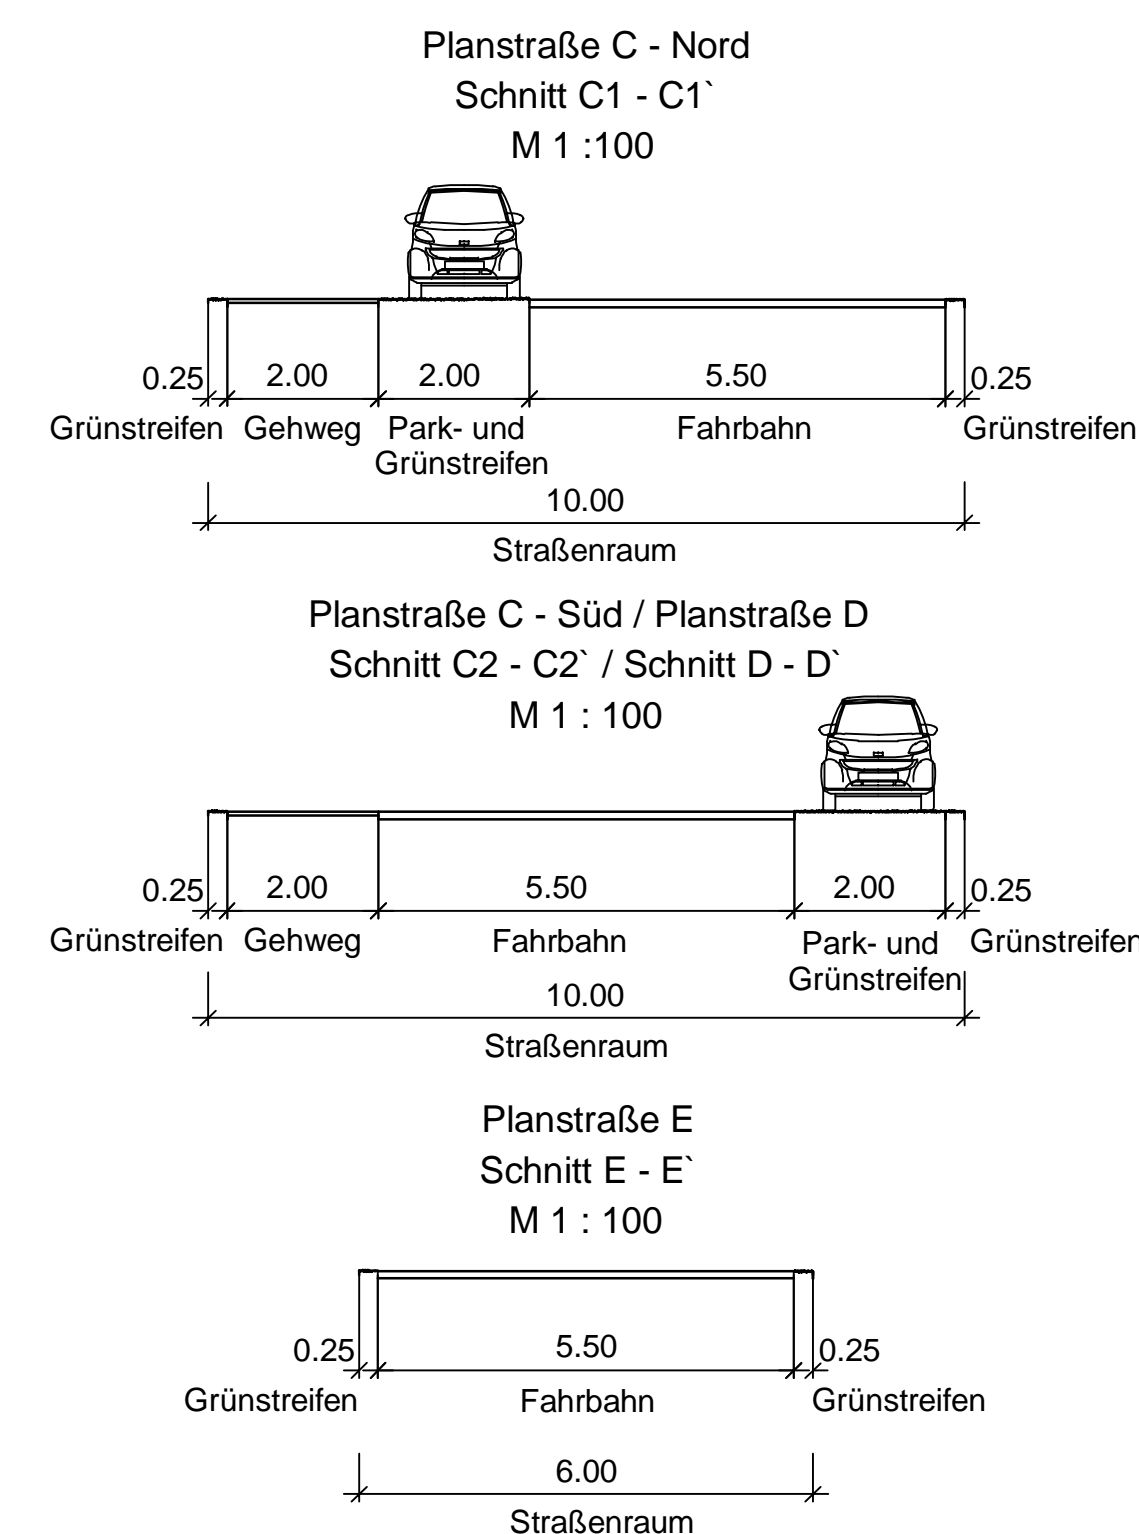 Planstraße C - Nord
Schnitt C1 - C1`
M 1 :100
0.25 2.00 2.00 5.50 0.25
Grünstreifen Gehweg Park- und Fahrbahn Grünstreifen
Grünstreifen
10.00
Straßenraum
Planstraße C - Süd / Planstraße D
Schnitt C2 - C2` / Schnitt D - D`
M 1 : 100
0.25 2.00 5.50 2.00 0.25
Grünstreifen Gehweg Fahrbahn Park- und Grünstreifen
Grünstreifen
10.00
Straßenraum
Planstraße E
Schnitt E - E`
M 1 : 100
0.25 5.50 0.25
Grünstreifen Fahrbahn Grünstreifen
6.00
Straßenraum